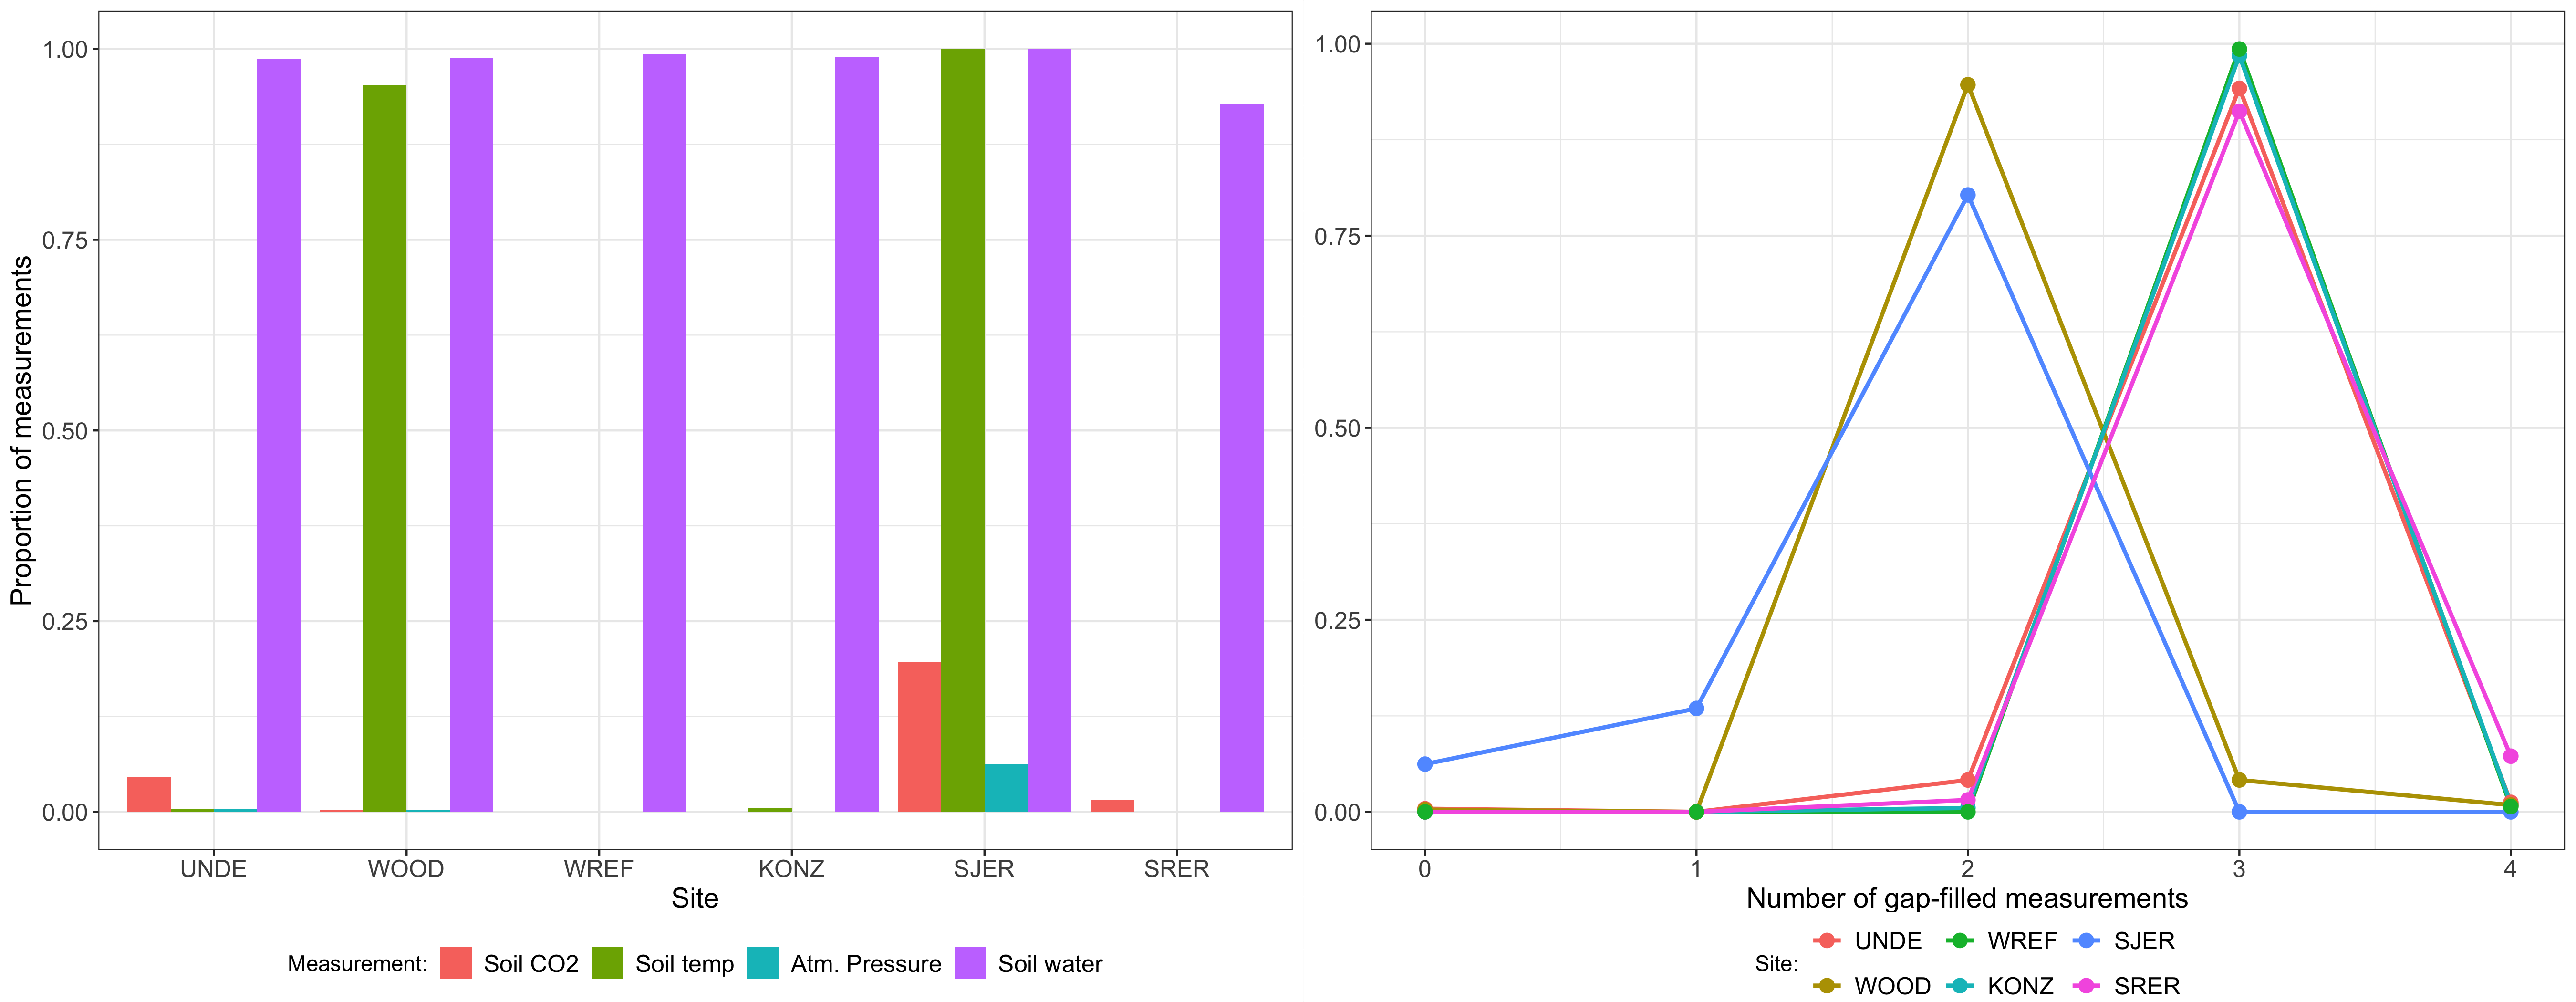 Proportion of measurements
1.00
0.75
0.50
0.25
0.00
UNDE WOOD WREF KONZ SJER SRER
Site
Measurement: Soil CO2 Soil temp Atm. Pressure Soil water
1.00
0.75
0.50
0.25
0.00
0 1 2 3 4
Number of gap-filled measurements
Site:
UNDE WREF SJER
WOOD KONZ SRER